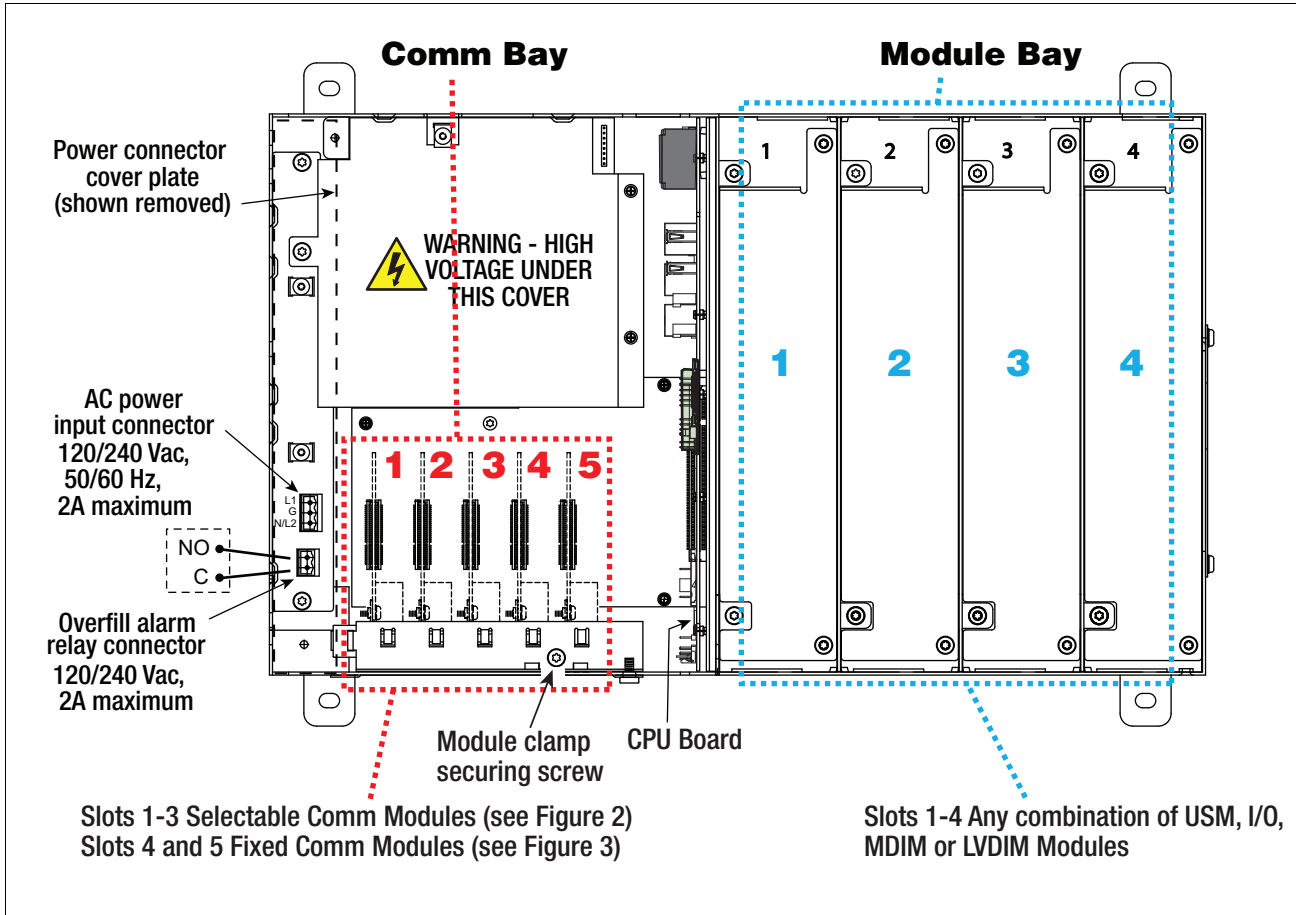 Comm Bay
Module Bay
Power connector
cover plate
(shown removed)
1
2
3
4
WARNING - HIGH
VOLTAGE UNDER
THIS COVER
1
2
3
4
AC power
input connector
120/240 Vac,
50/60 Hz,
2A maximum
1
2
3
4
5
L1
G
N/L2
NO
C
Overfill alarm
relay connector
120/240 Vac,
2A maximum
Module clamp
securing screw
CPU Board
Slots 1-3 Selectable Comm Modules (see Figure 2)
Slots 4 and 5 Fixed Comm Modules (see Figure 3)
Slots 1-4 Any combination of USM, I/O,
MDIM or LVDIM Modules